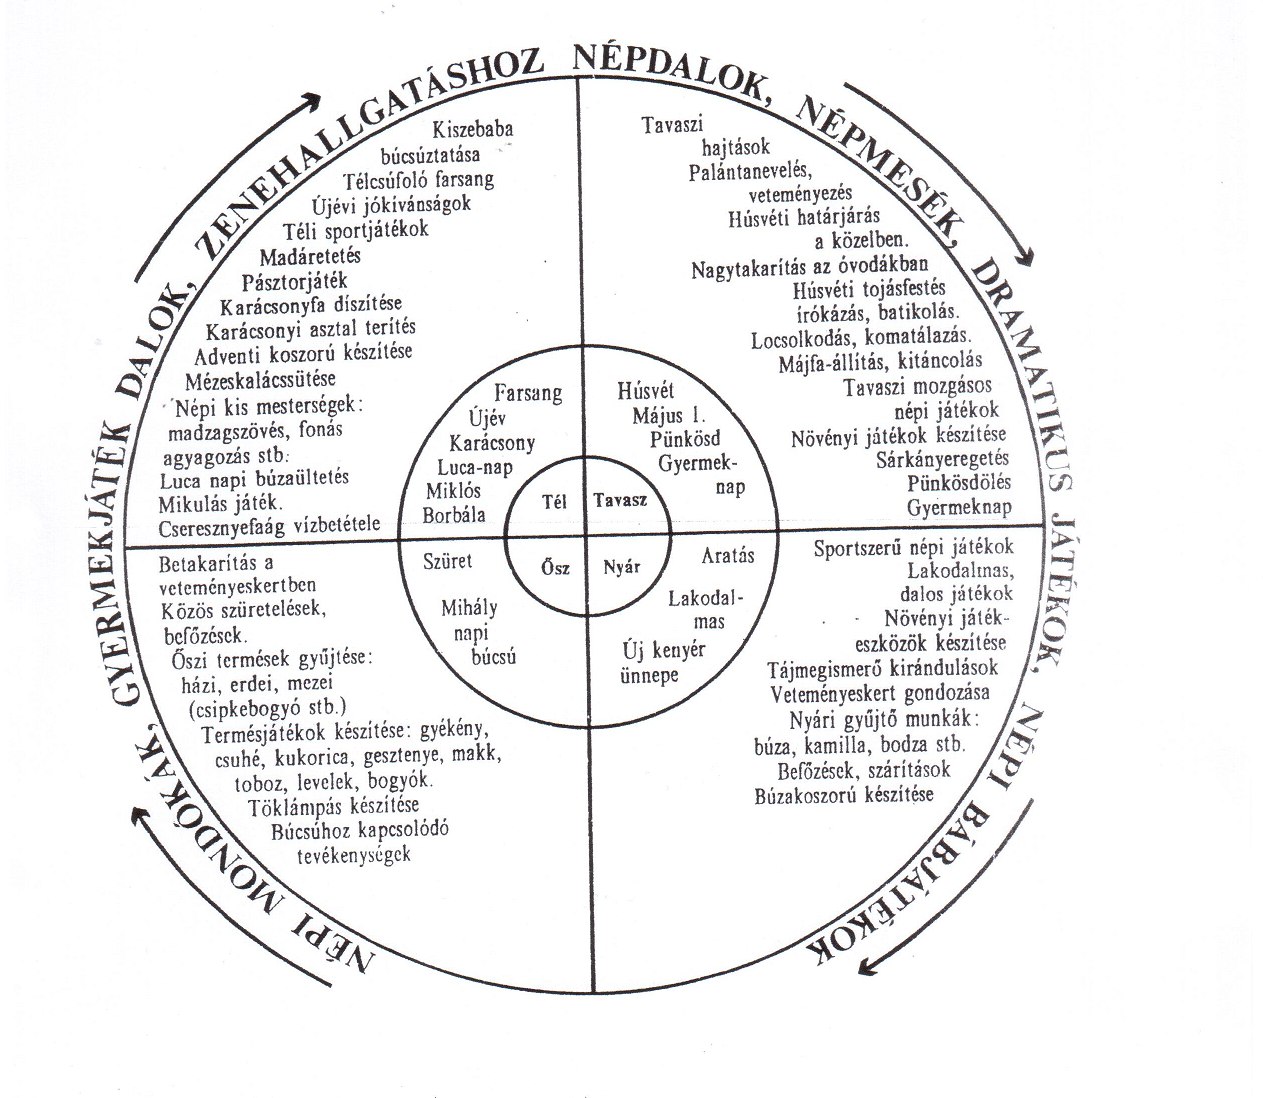 NÉPI MONDÓKÁK, GYERMEKJÁTÉK DALOK, ZENEHALLGATÁSHOZ NÉPDALOK, NÉPMESÉK, DRAMATIKUS JÁTÉKOK, NÉPI BÁBJÁTÉKOK
Kiszebaba
búcsúztatása
Télcsúfoló farsang
Újévi jókívánságok
Téli sportjátékok
Madáretetés
Pásztorjáték
Karácsonyfa díszítése
Karácsonyi asztal terítés
Adventi koszorú készítése
Mézeskalácssütése
Népi kis mesterségek:
madzagszövés, fonás
agyagozás stb.
Luca napi búzaültetés
Mikulás játék.
Cseresznyefaág vízbetétele
Tavaszi
hajtások
Palántanevelés,
veteményezés
Húsvéti határjárás
a közelben.
Nagytakarítás az óvodákban
Húsvéti tojásfestés
írókázás, batikolás.
Locsolkodás, komatálazás.
Májfa-állítás, kitáncolás
Tavaszi mozgásos
népi játékok
Növényi játékok készítése
Sárkányeregetés
Pünkösdölés
Gyermeknap
Farsang
Újév
Karácsony
Luca-nap
Miklós
Borbála
Húsvét
Május 1.
Pünkösd
Gyermek-
nap
Tél
Tavasz
Ősz
Nyár
Szüret
Mihály
napi
búcsú
Aratás
Lakodal-
mas
Új kenyér
ünnepe
Betakarítás a
veteményeskertben
Közös szüretelések,
befőzések.
Őszi termések gyűjtése:
házi, erdei, mezei
(csipkebogyó stb.)
Termésjátékok készítése: gyékény,
csuhé, kukorica, gesztenye, makk,
toboz, levelek, bogyók.
Töklámpás készítése
Búcsúhoz kapcsolódó
tevékenységek
Sportszerű népi játékok
Lakodalmas,
dalos játékok
Növényi játék-
eszközök készítése
Tájmegismerő kirándulások
Veteményeskert gondozása
Nyári gyűjtő munkák:
búza, kamilla, bodza stb.
Befőzések, szárítások
Búzakoszorú készítése